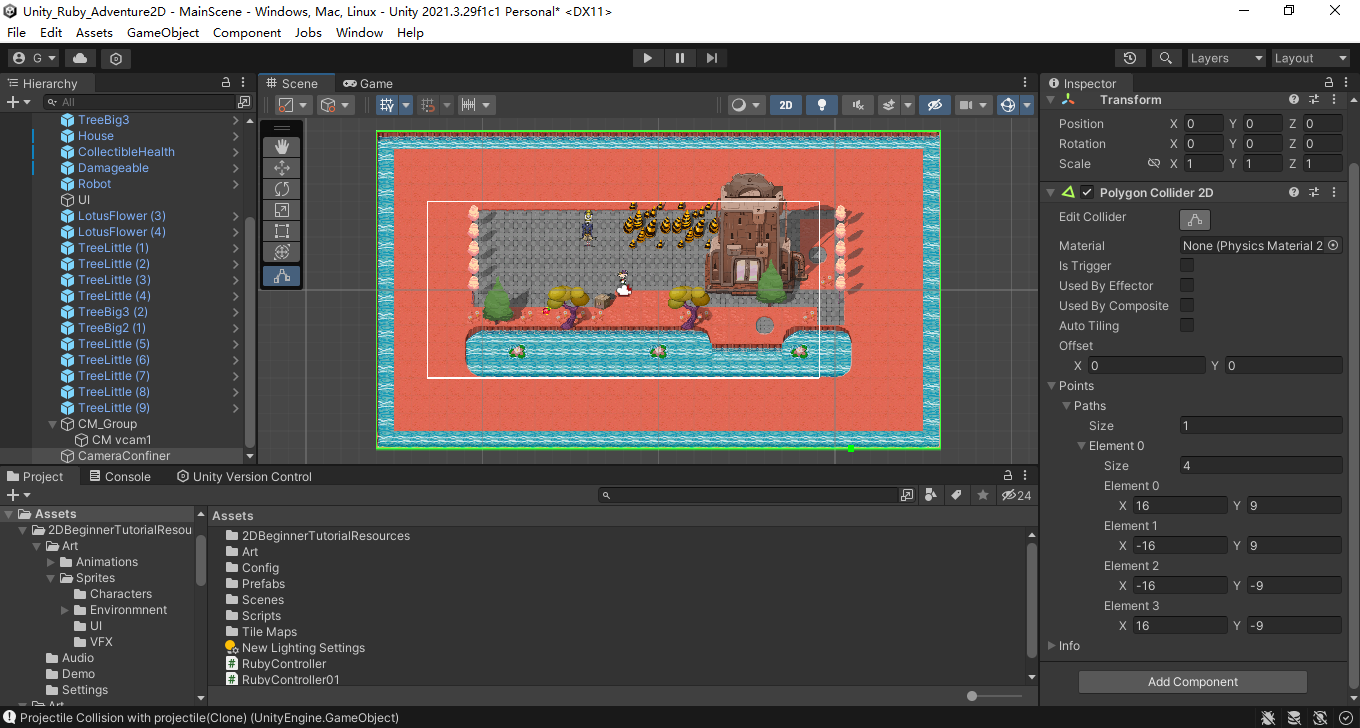 Unity_Ruby_Adventure2D - MainScene - Windows, Mac, Linux - Unity 2021.3.29f1c1 Personal* <DX11>
File Edit Assets GameObject Component Jobs Window Help
G Layers Layout
Hierarchy
All
TreeBig3
House
CollectibleHealth
Damageable
Robot
UI
LotusFlower (3)
LotusFlower (4)
TreeLittle (1)
TreeLittle (2)
TreeLittle (3)
TreeLittle (4)
TreeBig3 (2)
TreeBig2 (1)
TreeLittle (5)
TreeLittle (6)
TreeLittle (7)
TreeLittle (8)
TreeLittle (9)
CM_Group
CM vcam1
CameraConfiner
Scene Game
2D
Inspector
Transform
Position X 0 Y 0 Z 0
Rotation X 0 Y 0 Z 0
Scale X 1 Y 1 Z 1
Polygon Collider 2D
Edit Collider
Material None (Physics Material 2
Is Trigger
Used By Effector
Used By Composite
Auto Tiling
Offset
X 0 Y 0
Points
Paths
Size 1
Element 0
Size 4
Element 0
X 16 Y 9
Element 1
X -16 Y 9
Element 2
X -16 Y -9
Element 3
X 16 Y -9
Info
Add Component
Project Console Unity Version Control
24
Assets
2DBeginnerTutorialResou
Art
Animations
Sprites
Characters
Environmnent
UI
VFX
Audio
Demo
Settings
Art
Assets
2DBeginnerTutorialResources
Art
Config
Prefabs
Scenes
Scripts
Tile Maps
New Lighting Settings
RubyController
RubyController01
Projectile Collision with projectile(Clone) (UnityEngine.GameObject)